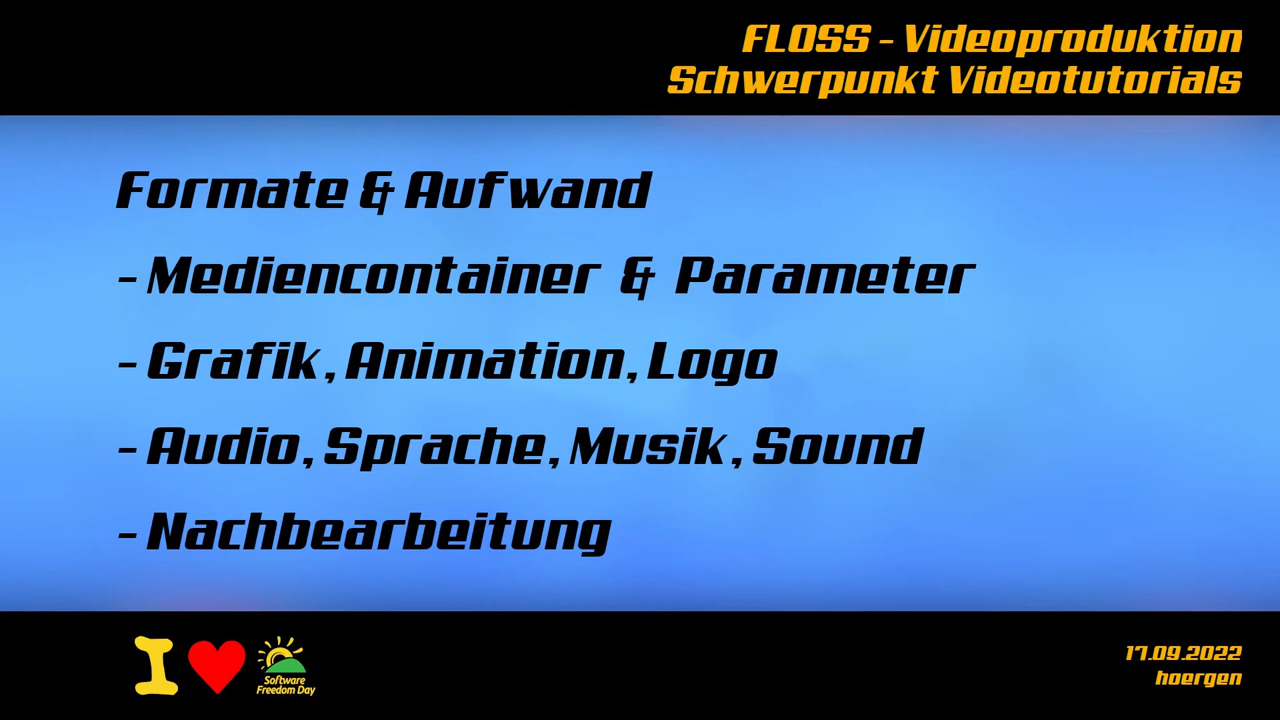 FLOSS - Videoproduktion
Schwerpunkt Videotutorials
Formate & Aufwand
- Mediencontainer & Parameter
- Grafik, Animation, Logo
- Audio, Sprache, Musik, Sound
- Nachbearbeitung
I
Software
Freedom Day
17.09.2022
hoergen